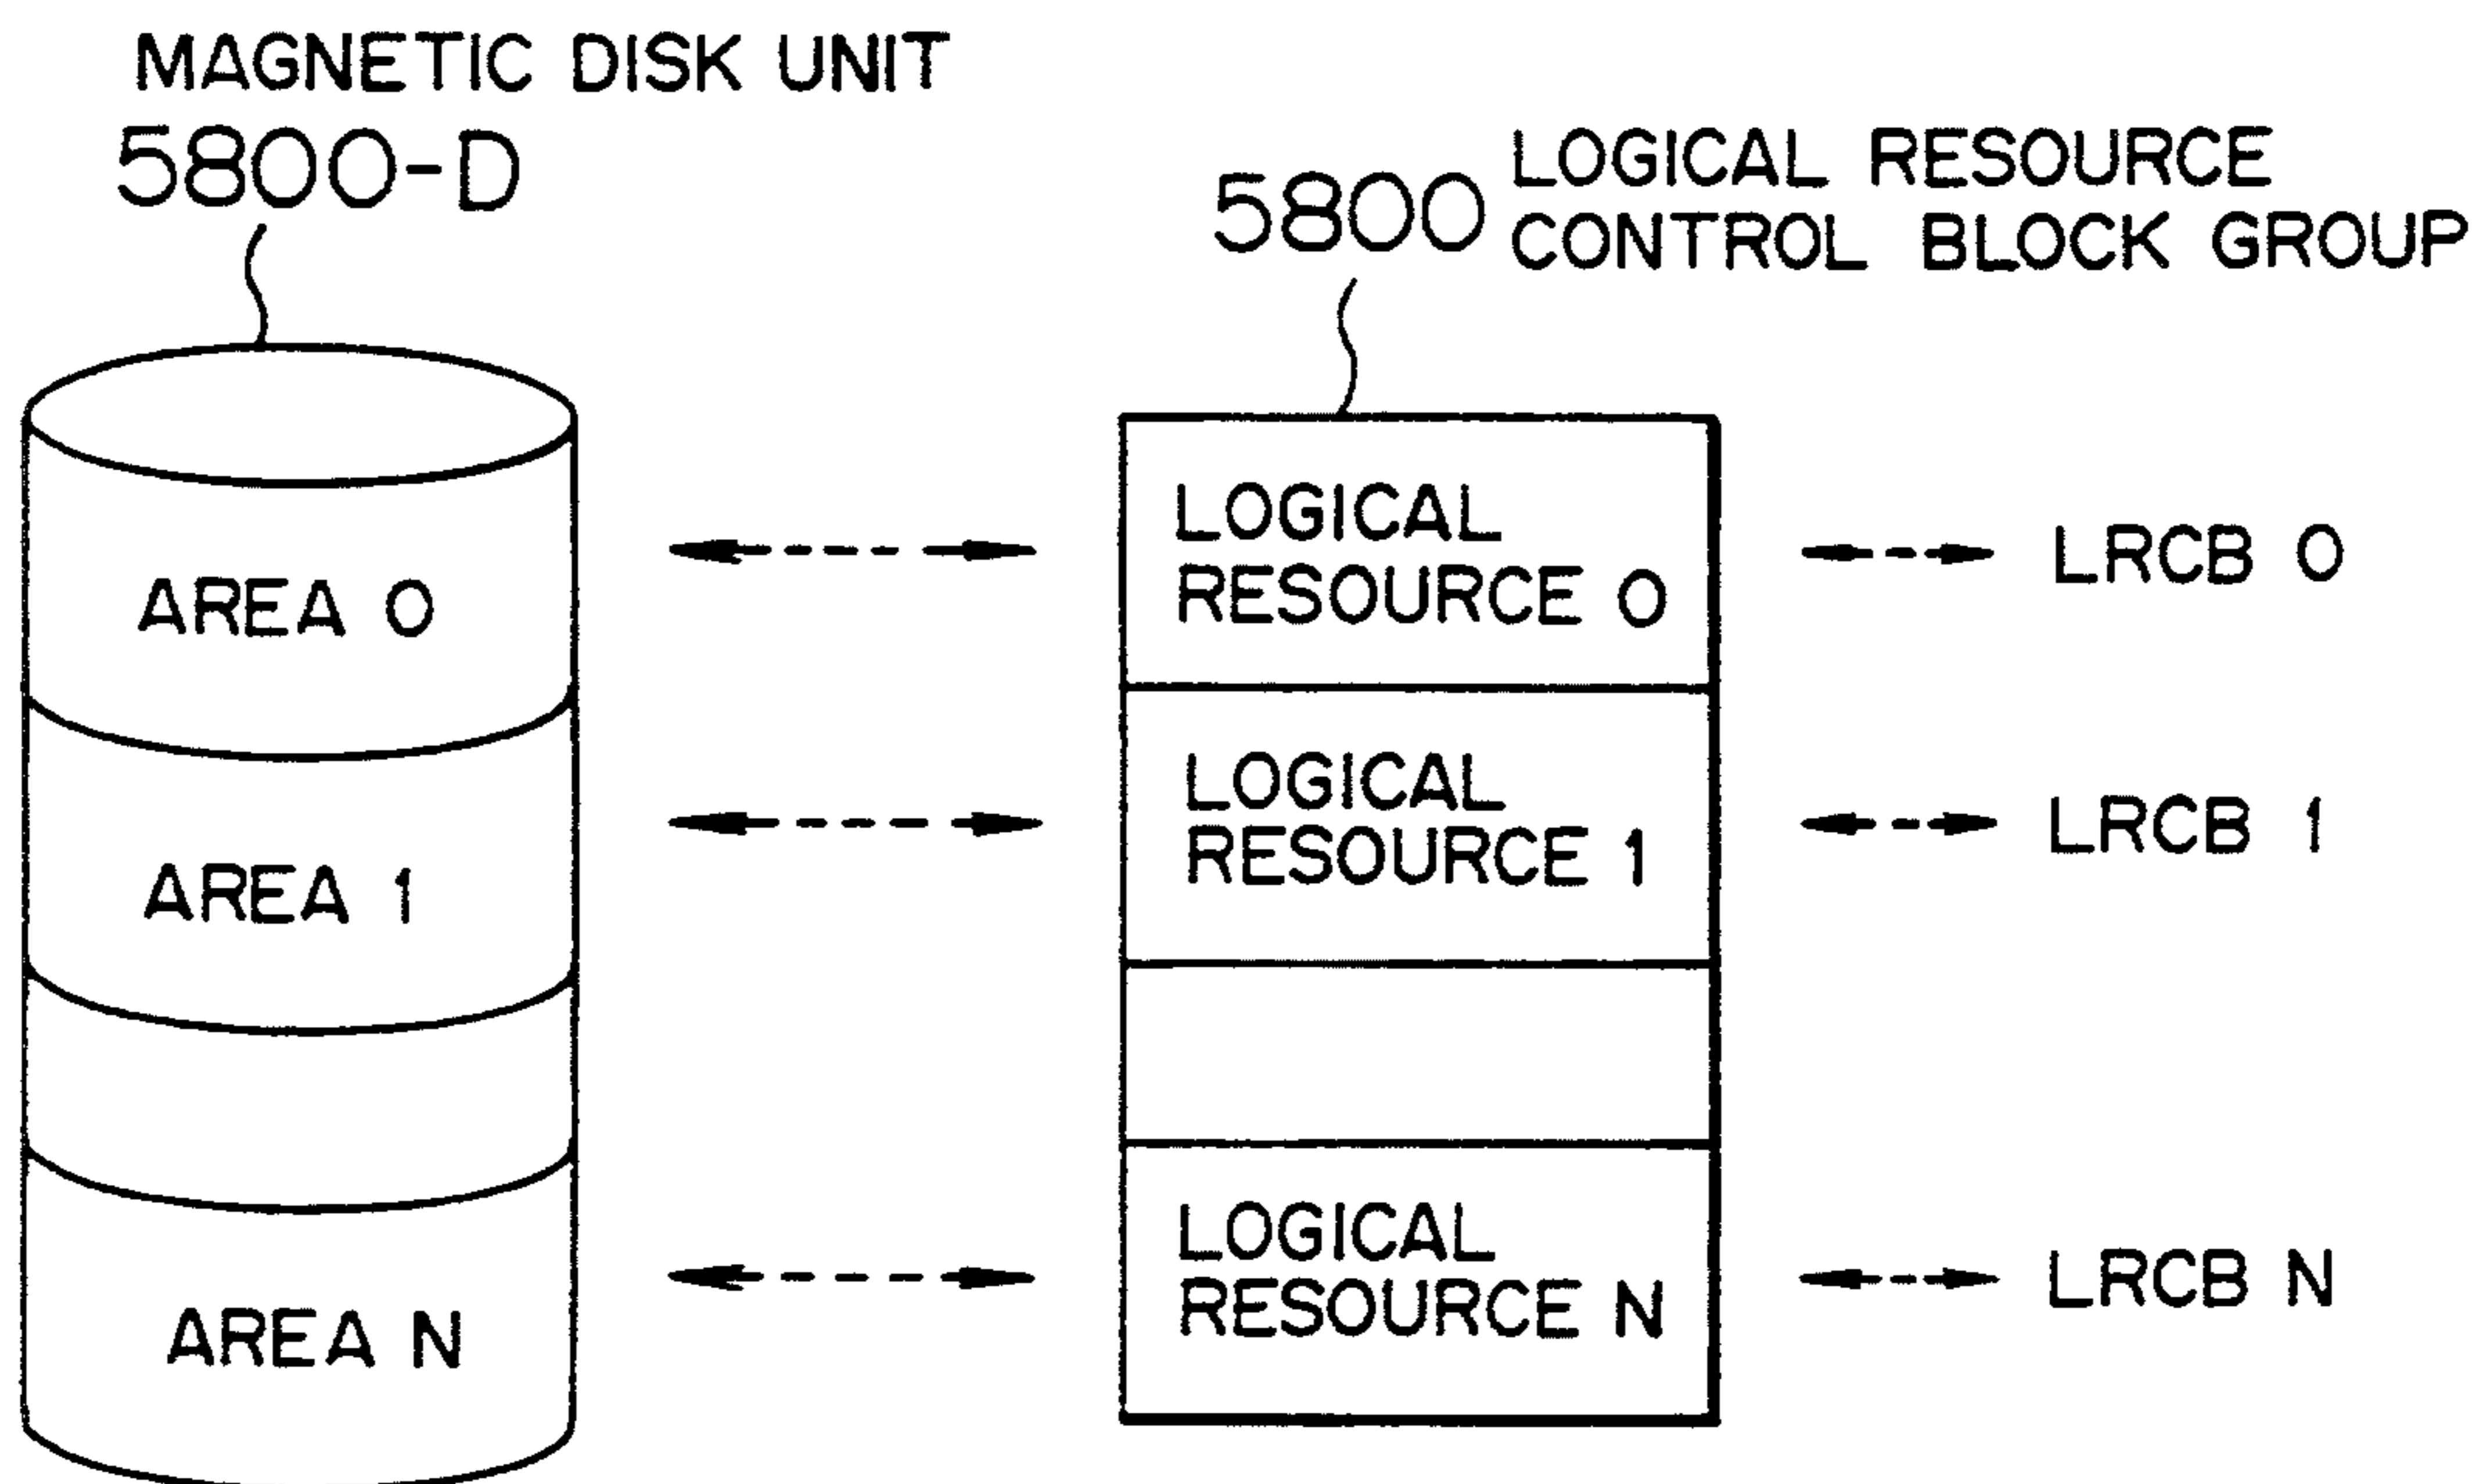 MAGNETIC DISK UNIT
5800-D
5800
LOGICAL RESOURCE
CONTROL BLOCK GROUP
AREA 0
LOGICAL
RESOURCE 0
LRCB 0
AREA 1
LOGICAL
RESOURCE 1
LRCB 1
AREA N
LOGICAL
RESOURCE N
LRCB N